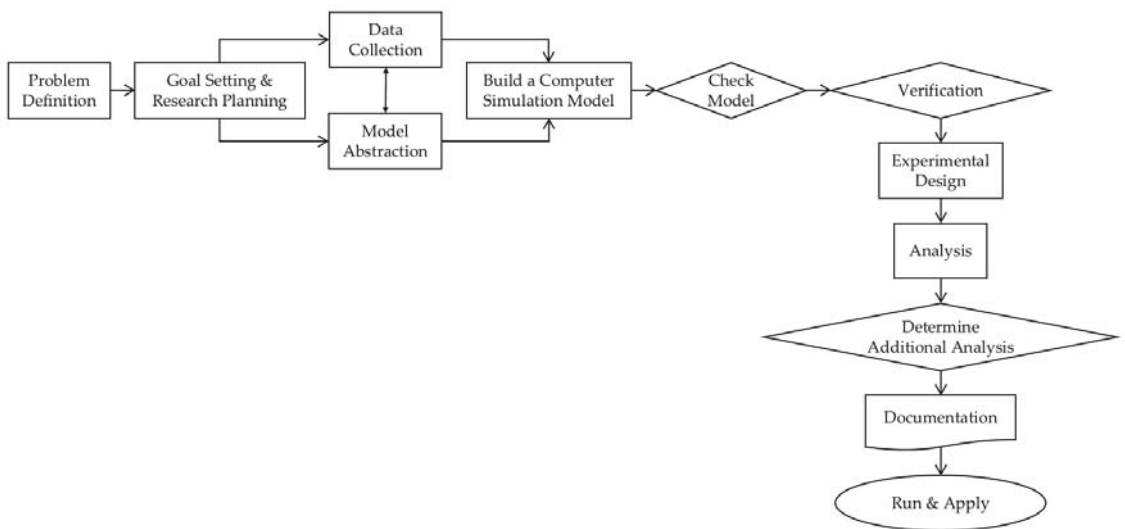 Problem
Definition
Goal Setting &
Research Planning
Data
Collection
Model
Abstraction
Build a Computer
Simulation Model
Check
Model
Verification
Experimental
Design
Analysis
Determine
Additional Analysis
Documentation
Run & Apply